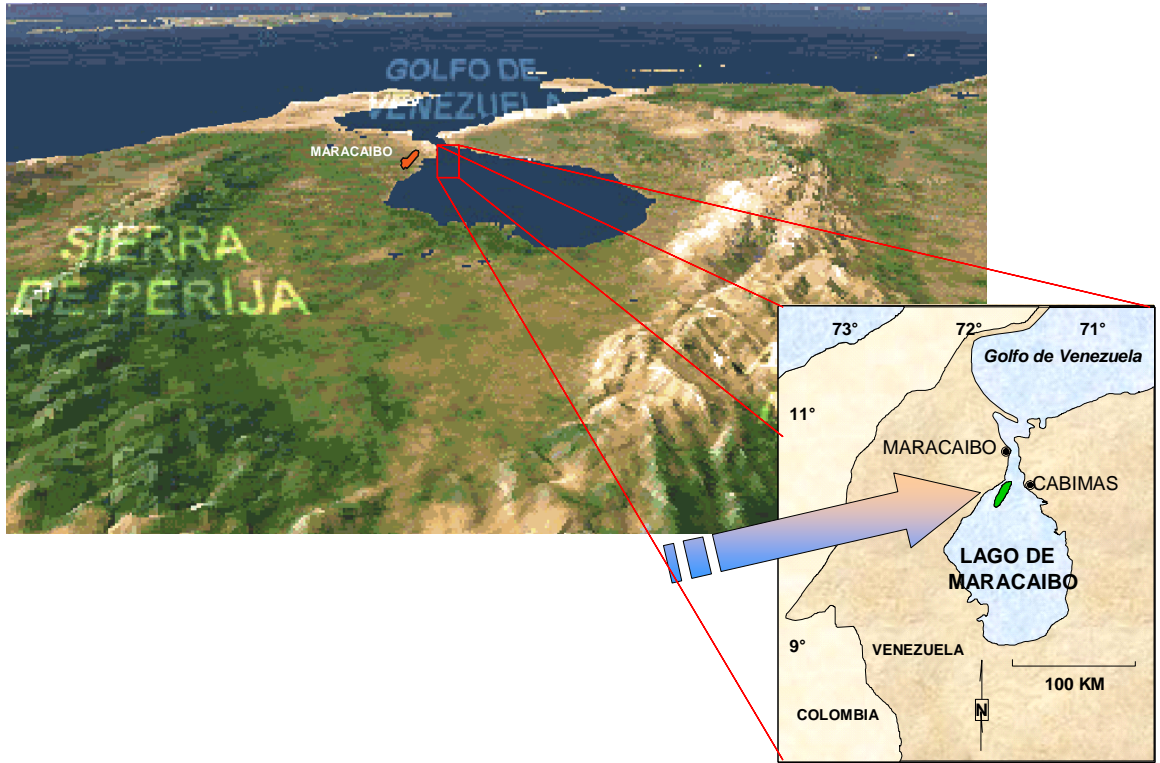 GOLFO DE
VENEZUELA
MARACAIBO
SIERRA
DE PERIJA
73°
72°
71°
Golfo de Venezuela
11°
MARACAIBO
CABIMAS
LAGO DE
MARACAIBO
9°
VENEZUELA
100 KM
COLOMBIA
N